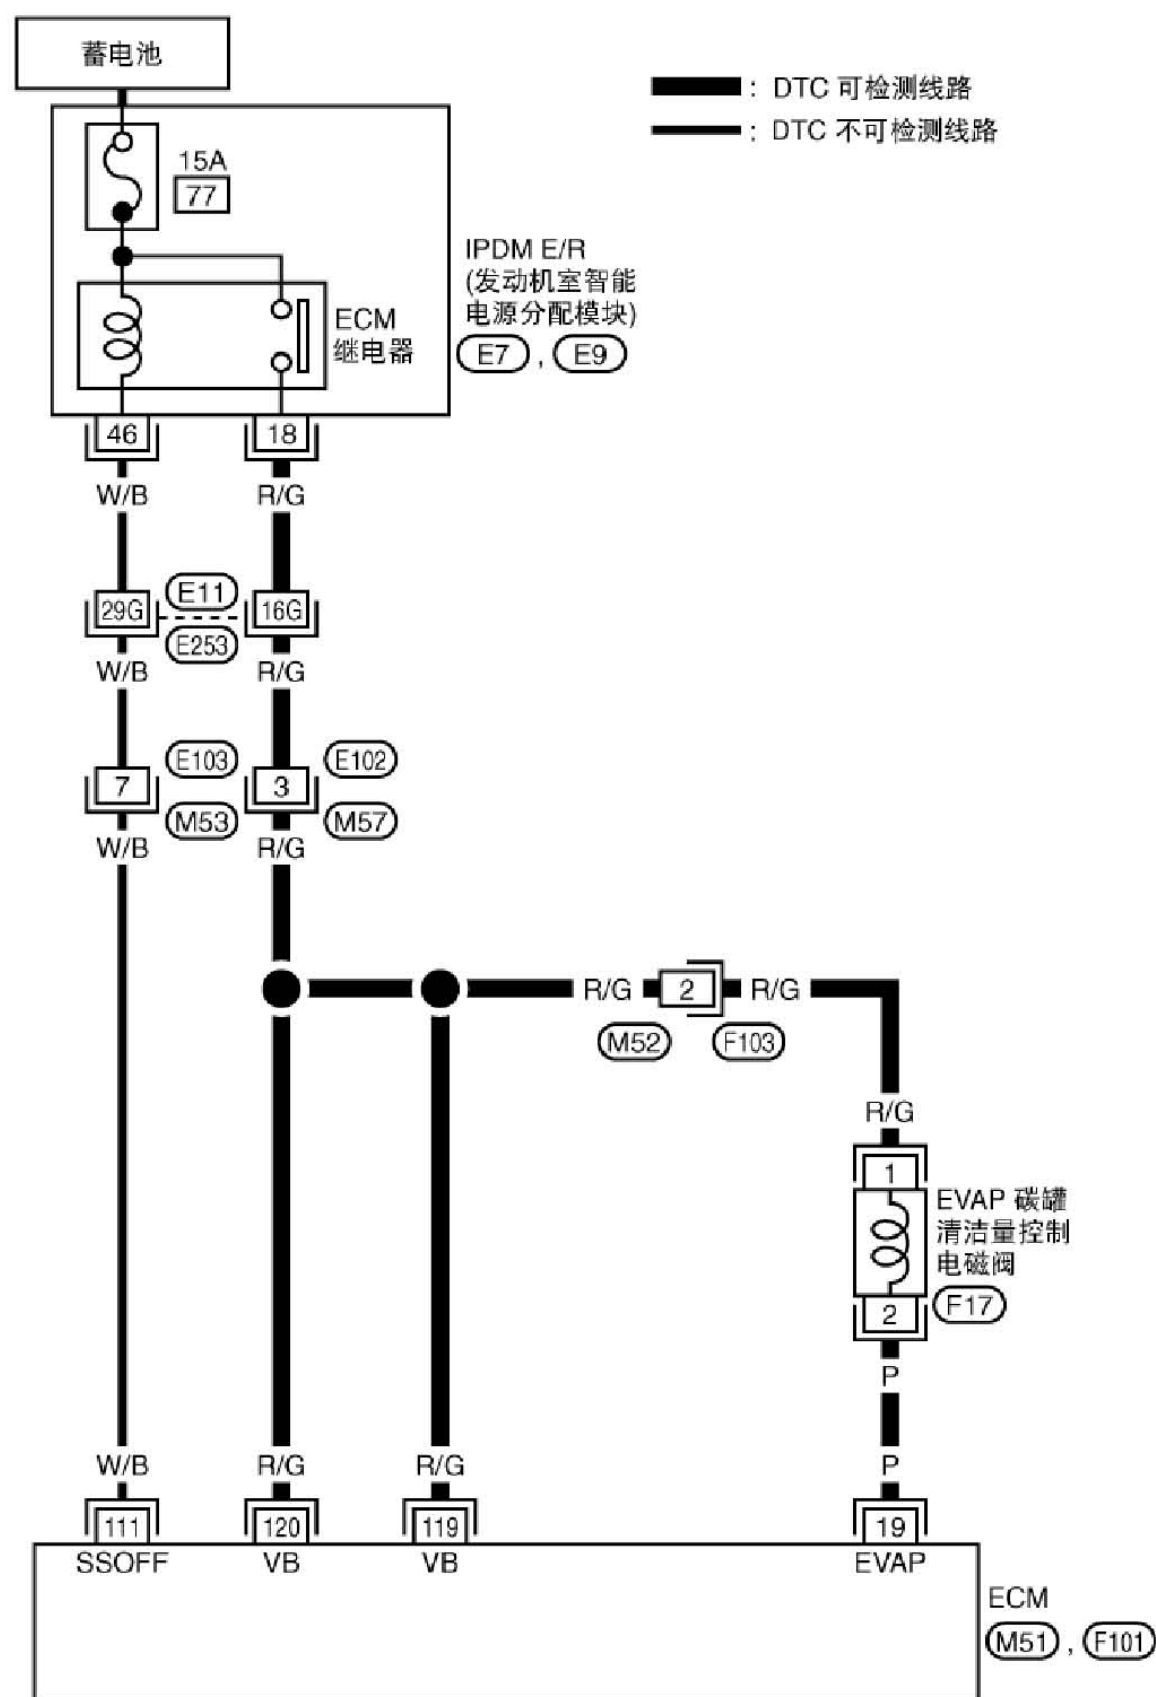 蓄电池
: DTC 可检测线路
: DTC 不可检测线路
15A
77
IPDM E/R
(发动机室智能
电源分配模块)
E7 , E9
ECM
继电器
46 18
W/B R/G
29G E11 16G
E253
W/B R/G
E103 E102
7 3
M53 M57
W/B R/G
R/G 2 R/G
M52 F103
R/G
1
EVAP 碳罐
清洁量控制
电磁阀
2 F17
P
W/B R/G R/G P
111 120 119 19
SSOFF VB VB EVAP
ECM
M51 , F101